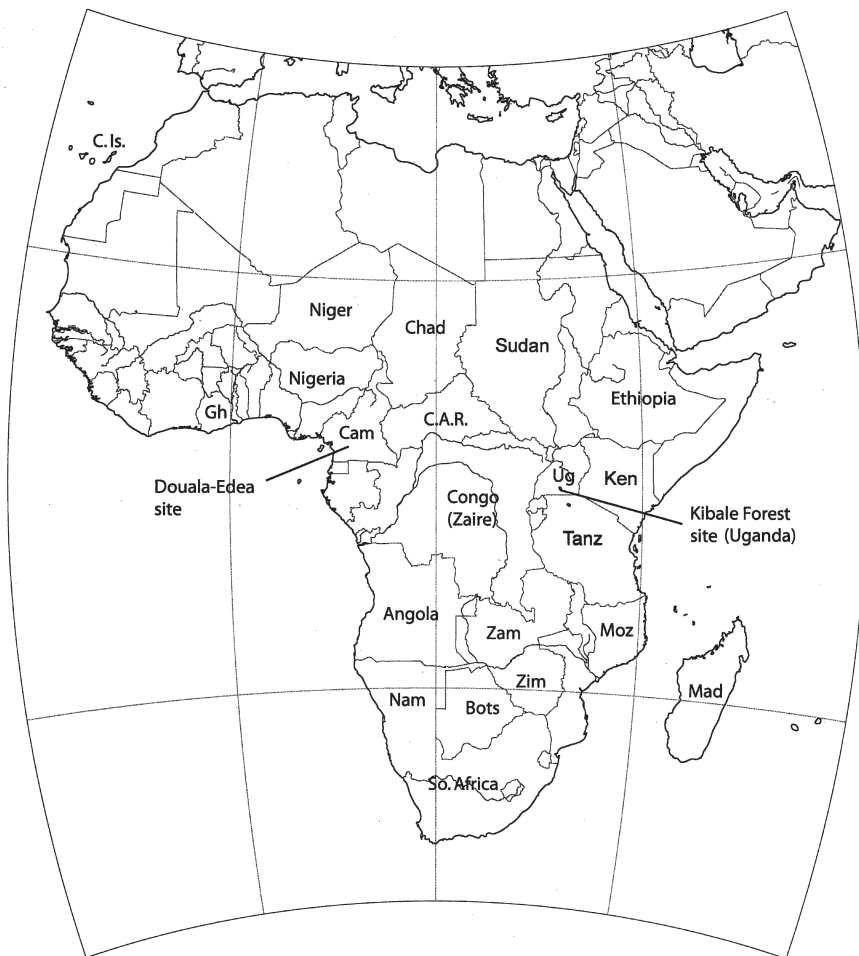 C. Is.
Niger
Chad
Sudan
Nigeria
Ethiopia
Gh
C.A.R.
Cam
Ug
Ken
Douala-Edea
site
Congo
(Zaire)
Kibale Forest
site (Uganda)
Tanz
Angola
Zam
Moz
Zim
Mad
Nam
Bots
So. Africa